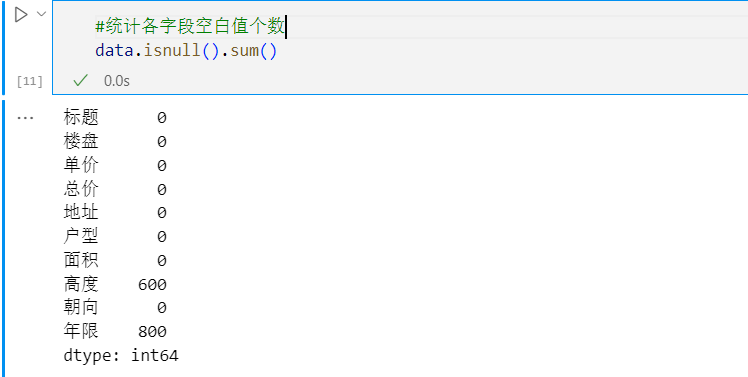 #统计各字段空白值个数
data.isnull().sum()
[11]
0.0s
标题 0
楼盘 0
单价 0
总价 0
地址 0
户型 0
面积 0
高度 600
朝向 0
年限 800
dtype: int64